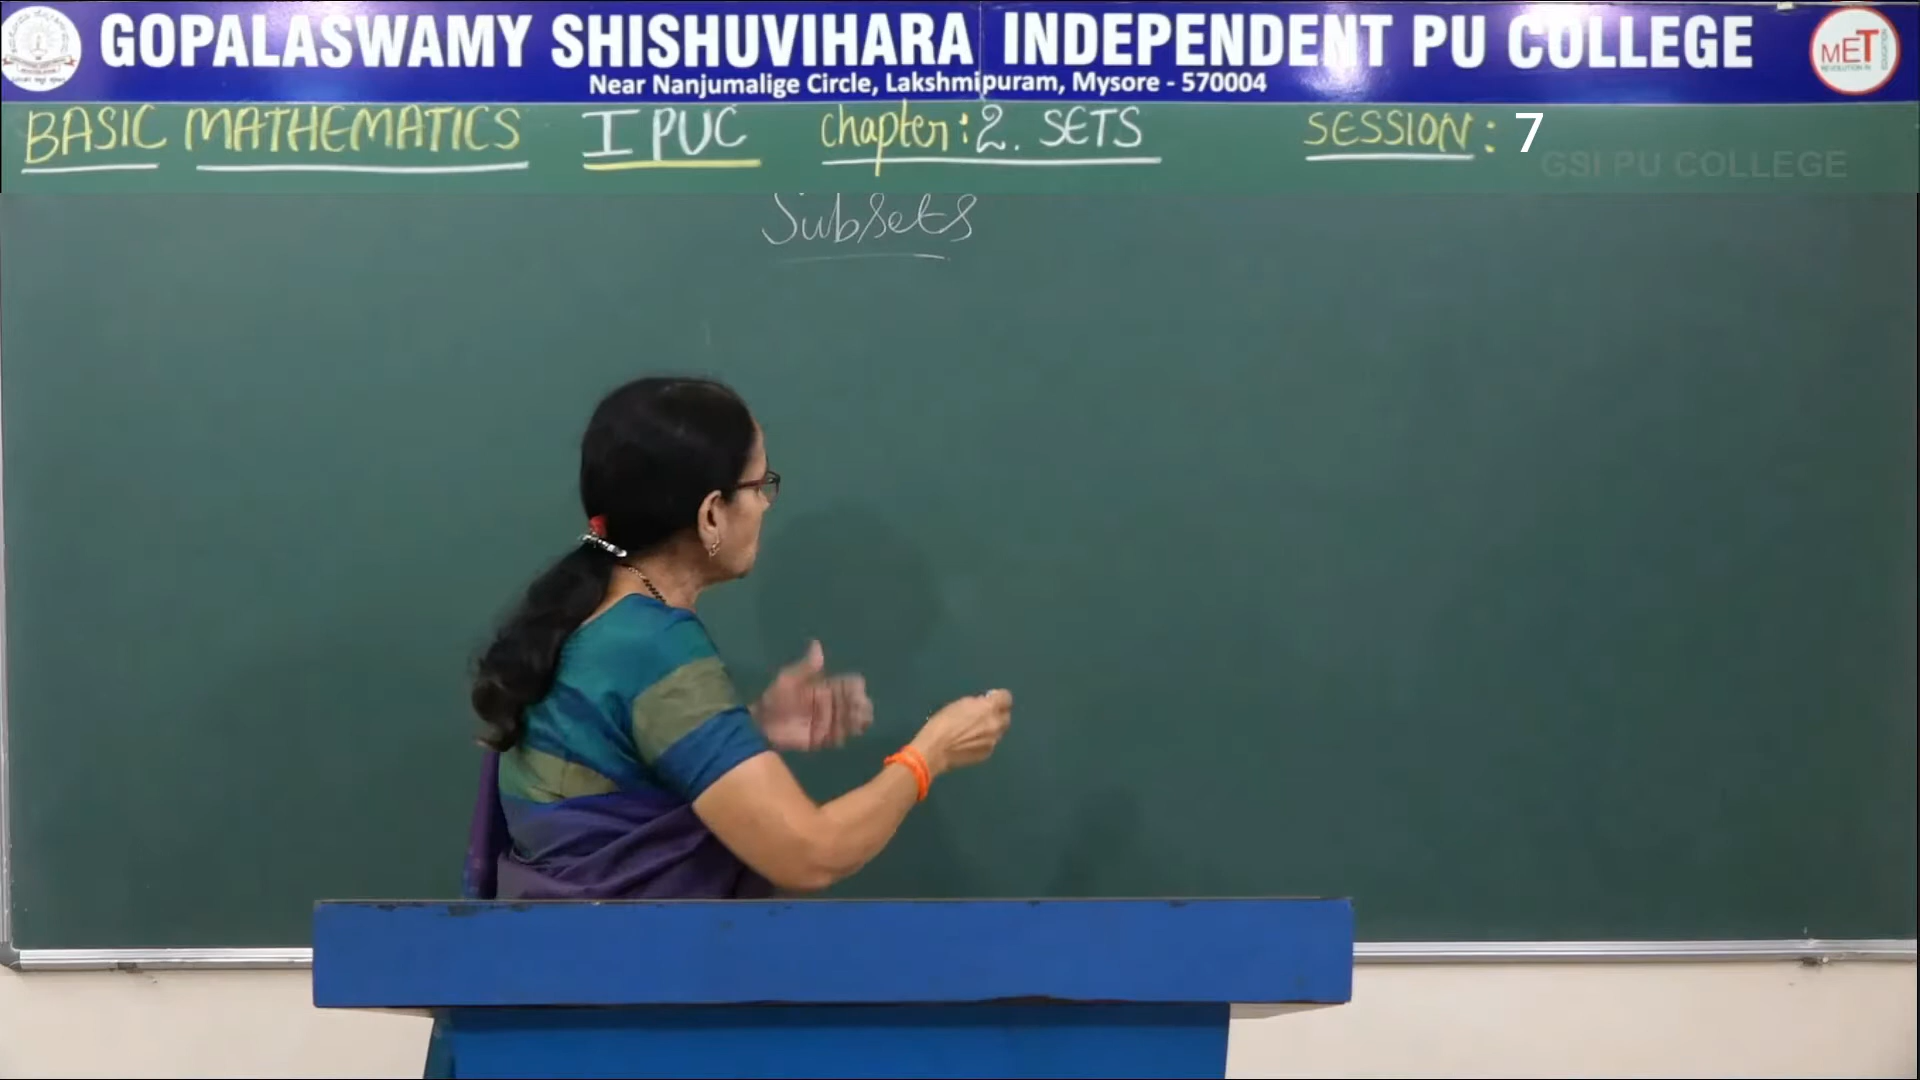 GOPALASWAMY SHISHUVIHARA INDEPENDENT PU COLLEGE
Near Nanjumalige Circle, Lakshmipuram, Mysore - 570004
MET
BASIC MATHEMATICS I PUC Chapter: 2. SETS SESSION: 7
GSI PU COLLEGE
Subsets